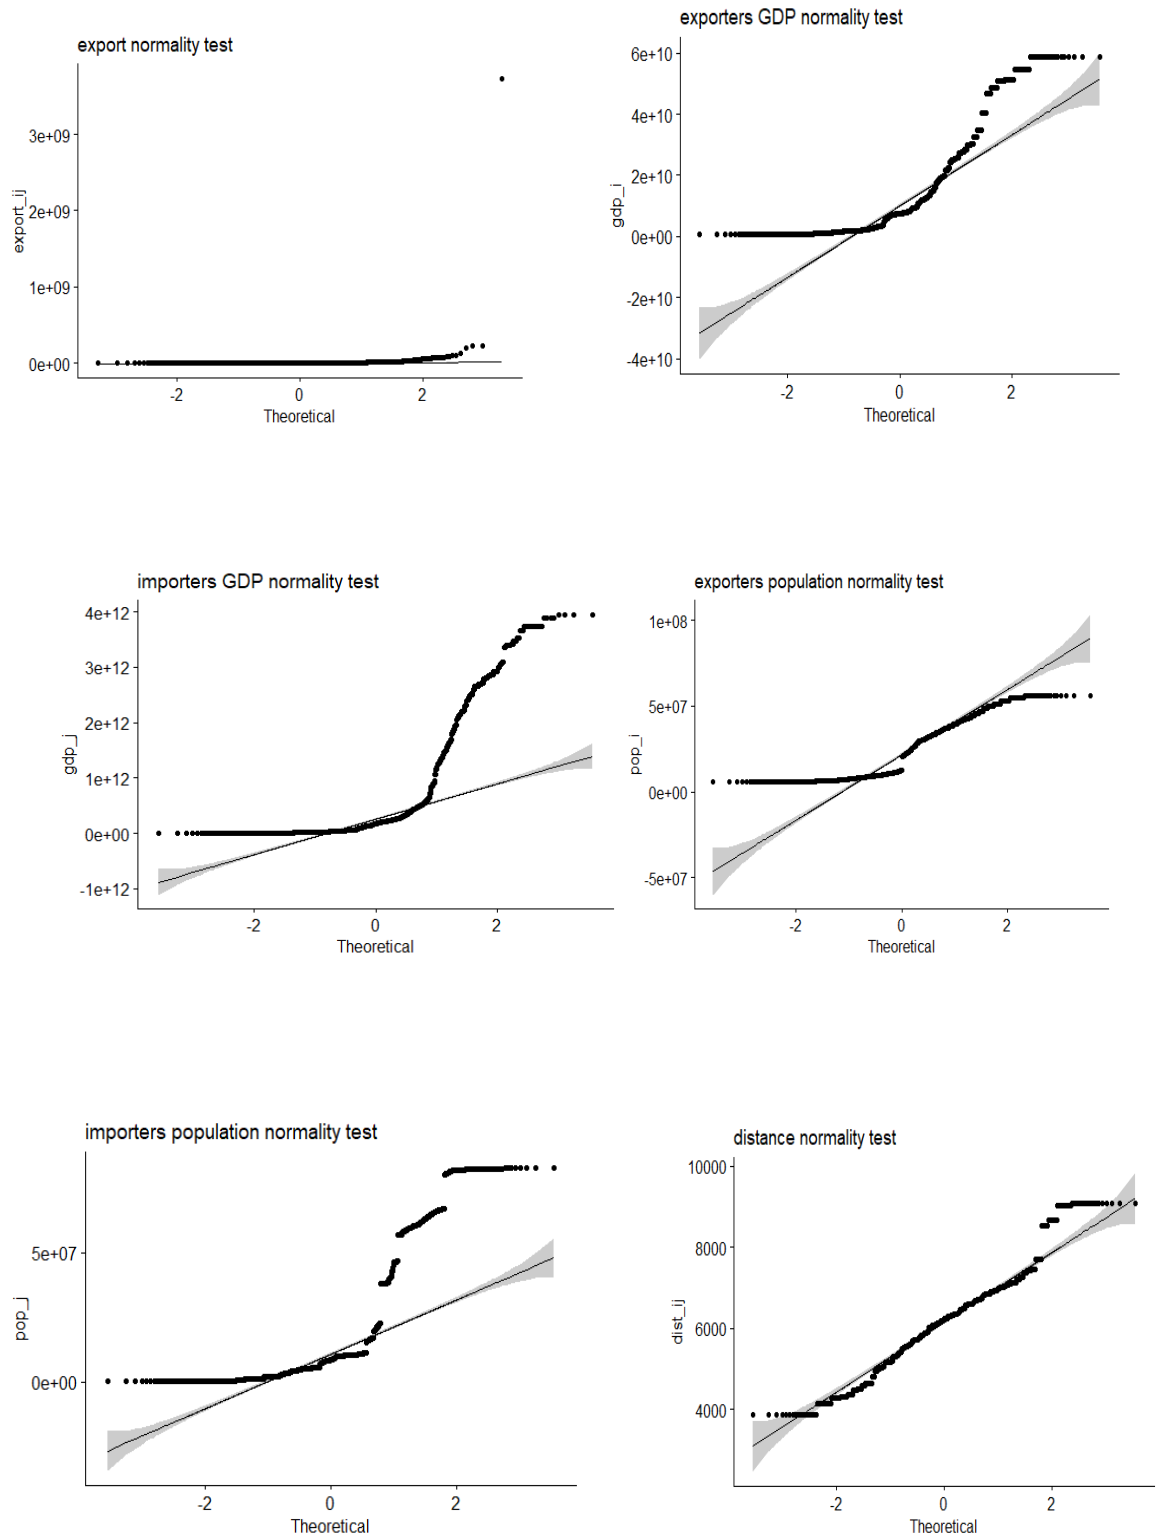 export normality test
3e+09
2e+09
1e+09
0e+00
export_ij
-2 0 2
Theoretical
exporters GDP normality test
6e+10
4e+10
2e+10
0e+00
-2e+10
-4e+10
gdp_i
-2 0 2
Theoretical
importers GDP normality test
4e+12
3e+12
2e+12
1e+12
0e+00
-1e+12
gdp_j
-2 0 2
Theoretical
exporters population normality test
1e+08
5e+07
0e+00
-5e+07
pop_i
-2 0 2
Theoretical
importers population normality test
5e+07
0e+00
pop_j
-2 0 2
Theoretical
distance normality test
10000
8000
6000
4000
dist_ij
-2 0 2
Theoretical